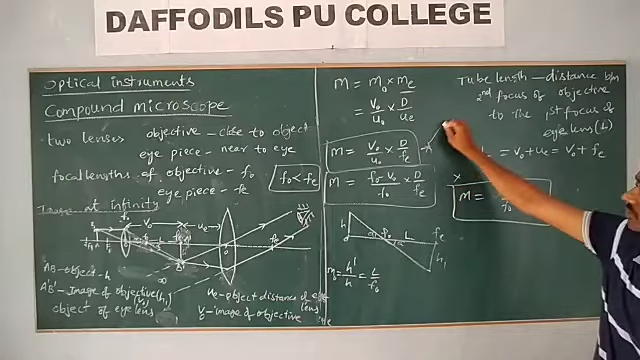 DAFFODILS PU COLLEGE
Optical instruments
Compound microscope
two lenses
objective - close to object
eye piece - near to eye
focal lengths of objective - f₀
eye piece - fe
f₀ < fe
Image at infinity
AB - object - h
A'B' - Image of objective (h₁)
object of eye lens
ue - object distance of eye lens
V₀ - image of objective
M = m₀ × me
= V₀/u₀ × D/ue
M = V₀/u₀ × D/fe
M = f₀ - V₀/f₀ × D/fe
m₀ = h'/h = L/f₀
Tube length - distance b/n
2nd focus of objective
to the 1st focus of
eye lens (L)
= V₀ + ue = V₀ + fe
M =